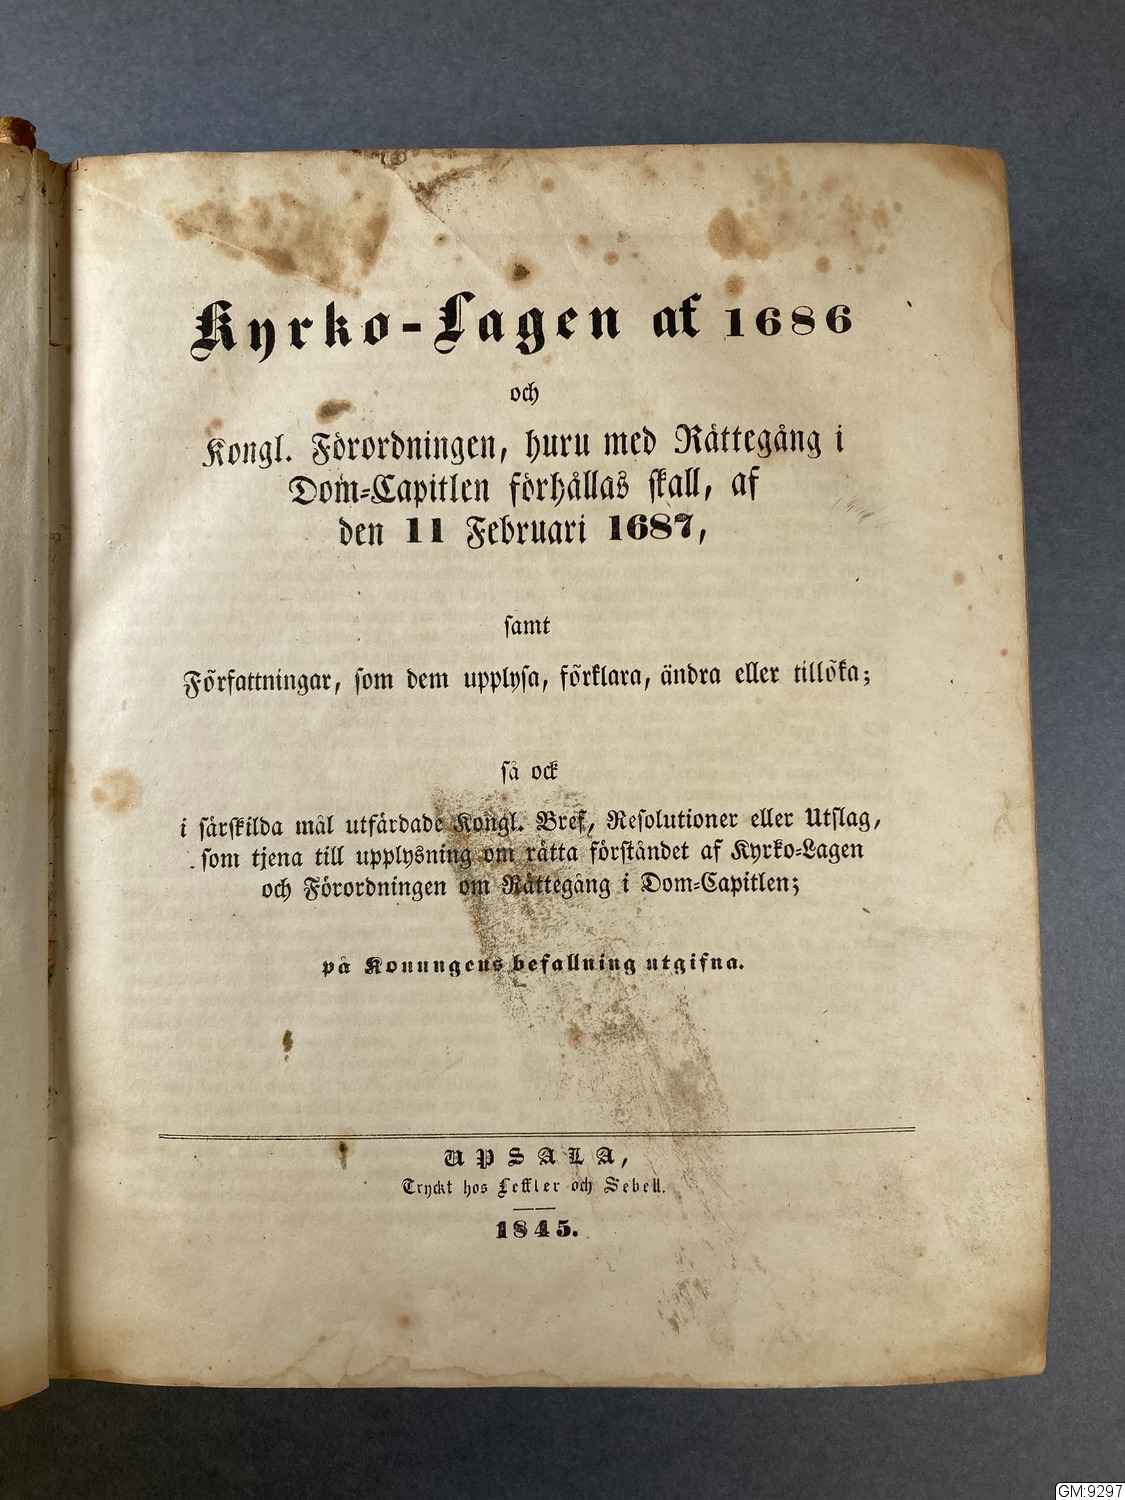 Kyrko-Lagen af 1686
och
Kongl. Förordningen, huru med Rättegång i
Dom-Capitlen förhållas skall, af
den 11 Februari 1687,
samt
Författningar, som dem upplysa, förklara, ändra eller tillöka;
så ock
i särskilda mål utfärdade Kongl. Bref, Resolutioner eller Utslag,
som tjena till upplysning om rätta förståndet af Kyrko-Lagen
och Förordningen om Rättegång i Dom-Capitlen;
på Konungens befallning utgifna.
UPSALA,
Tryckt hos Leffler och Sebell.
1845.
GM:9297